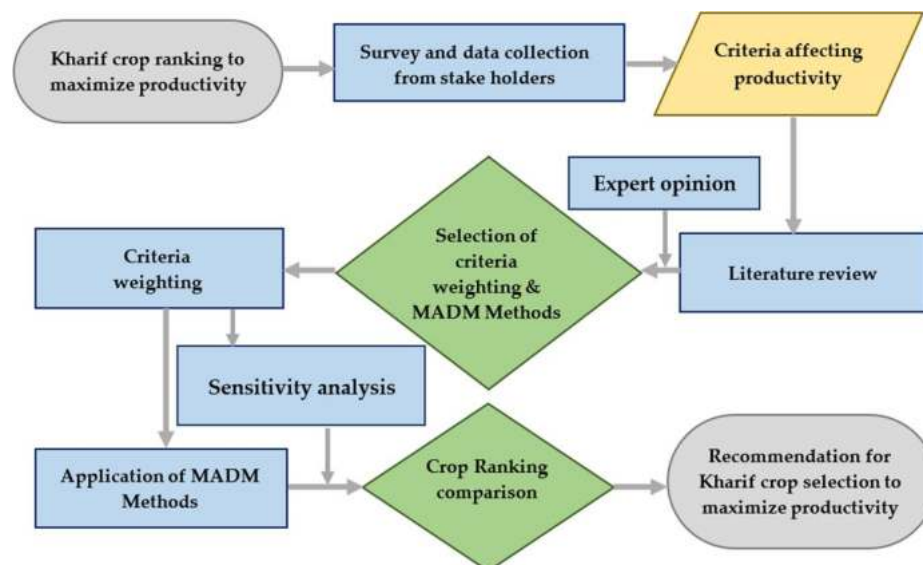 Kharif crop ranking to
maximize productivity
Survey and data collection
from stake holders
Criteria affecting
productivity
Expert opinion
Literature review
Selection of
criteria
weighting &
MADM Methods
Criteria
weighting
Sensitivity analysis
Application of MADM
Methods
Crop Ranking
comparison
Recommendation for
Kharif crop selection to
maximize productivity